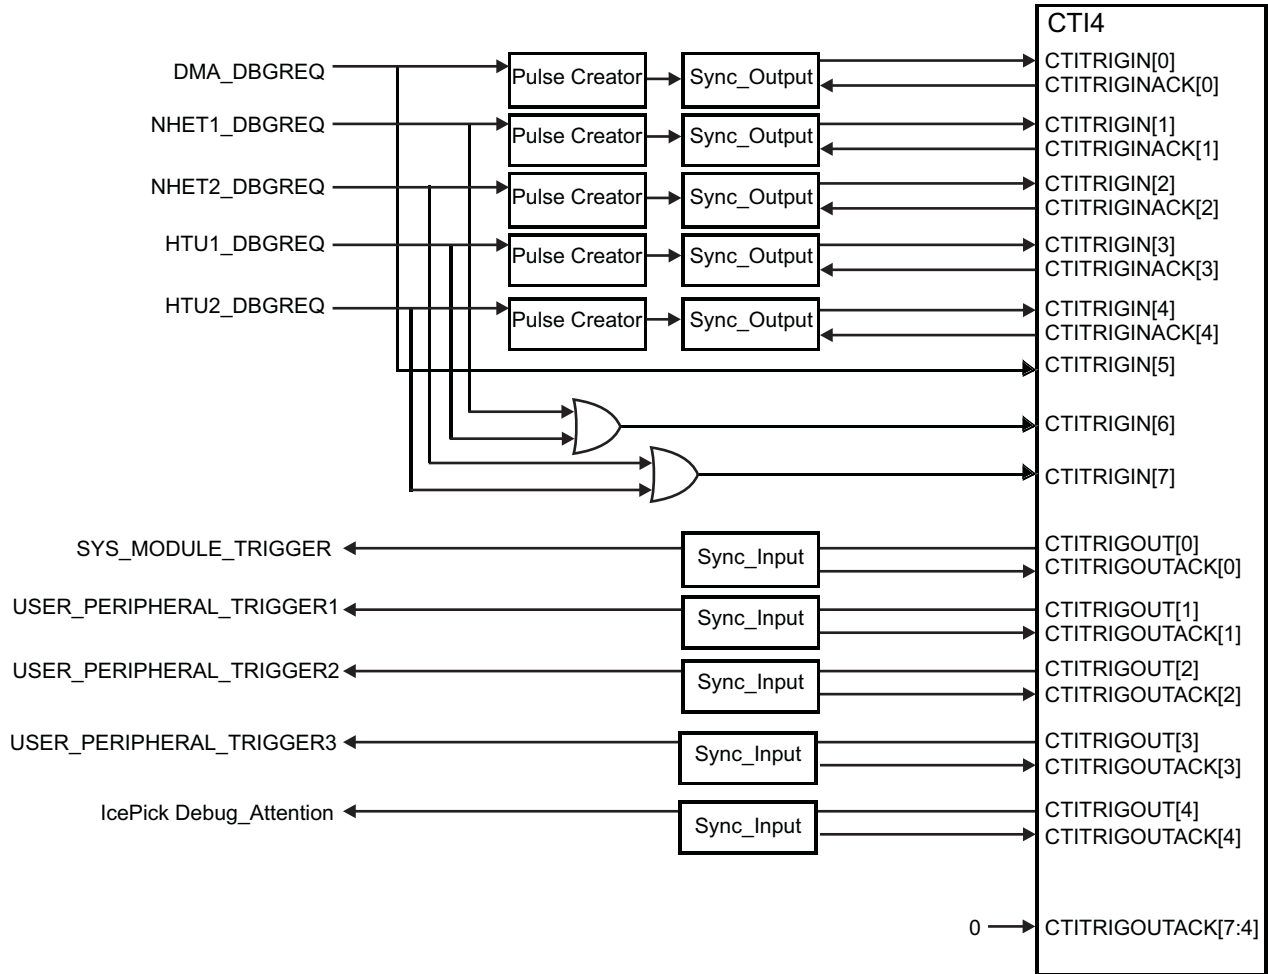 CTI4
DMA_DBGREQ
Pulse Creator
Sync_Output
CTITRIGIN[0]
CTITRIGINACK[0]
NHET1_DBGREQ
Pulse Creator
Sync_Output
CTITRIGIN[1]
CTITRIGINACK[1]
NHET2_DBGREQ
Pulse Creator
Sync_Output
CTITRIGIN[2]
CTITRIGINACK[2]
HTU1_DBGREQ
Pulse Creator
Sync_Output
CTITRIGIN[3]
CTITRIGINACK[3]
HTU2_DBGREQ
Pulse Creator
Sync_Output
CTITRIGIN[4]
CTITRIGINACK[4]
CTITRIGIN[5]
CTITRIGIN[6]
CTITRIGIN[7]
SYS_MODULE_TRIGGER
Sync_Input
CTITRIGOUT[0]
CTITRIGOUTACK[0]
USER_PERIPHERAL_TRIGGER1
Sync_Input
CTITRIGOUT[1]
CTITRIGOUTACK[1]
USER_PERIPHERAL_TRIGGER2
Sync_Input
CTITRIGOUT[2]
CTITRIGOUTACK[2]
USER_PERIPHERAL_TRIGGER3
Sync_Input
CTITRIGOUT[3]
CTITRIGOUTACK[3]
IcePick Debug_Attention
Sync_Input
CTITRIGOUT[4]
CTITRIGOUTACK[4]
0
CTITRIGOUTACK[7:4]